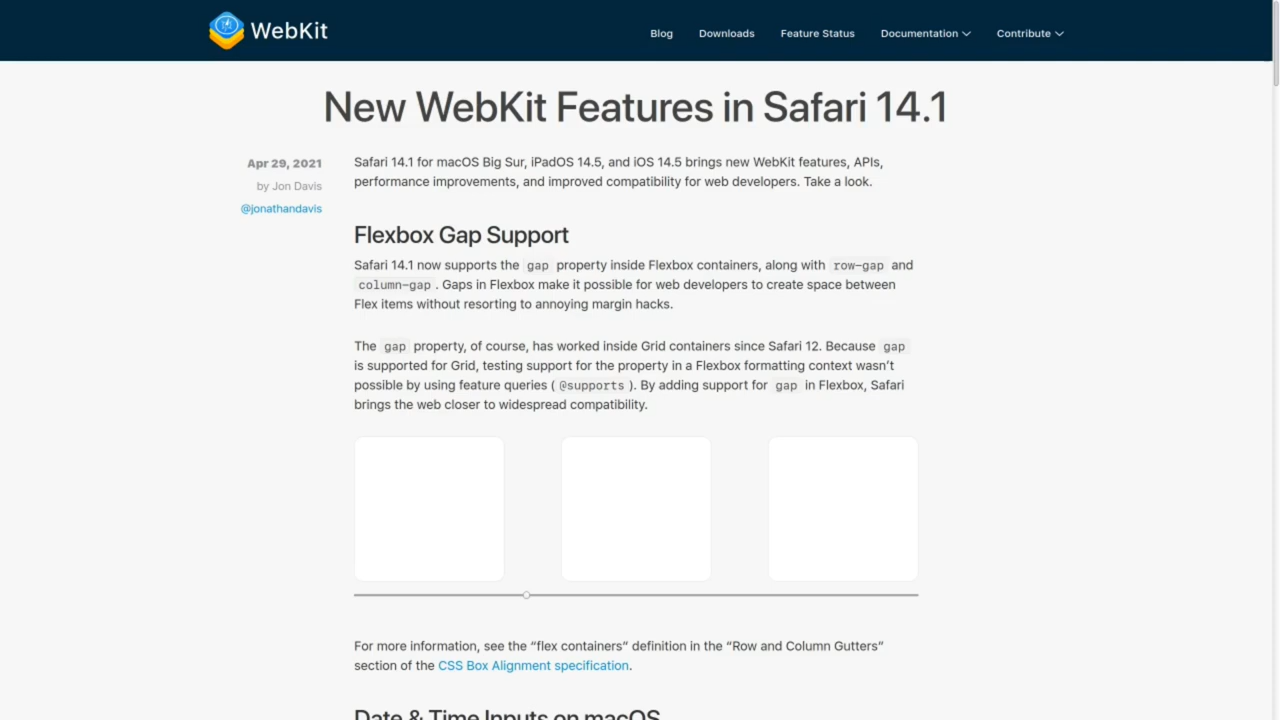 WebKit
Blog
Downloads
Feature Status
Documentation
Contribute
New WebKit Features in Safari 14.1
Apr 29, 2021
by Jon Davis
@jonathandavis
Safari 14.1 for macOS Big Sur, iPadOS 14.5, and iOS 14.5 brings new WebKit features, APIs,
performance improvements, and improved compatibility for web developers. Take a look.
Flexbox Gap Support
Safari 14.1 now supports the gap property inside Flexbox containers, along with row-gap and
column-gap. Gaps in Flexbox make it possible for web developers to create space between
Flex items without resorting to annoying margin hacks.
The gap property, of course, has worked inside Grid containers since Safari 12. Because gap
is supported for Grid, testing support for the property in a Flexbox formatting context wasn’t
possible by using feature queries (@supports). By adding support for gap in Flexbox, Safari
brings the web closer to widespread compatibility.
For more information, see the “flex containers” definition in the “Row and Column Gutters”
section of the CSS Box Alignment specification.
Date & Time Inputs on macOS